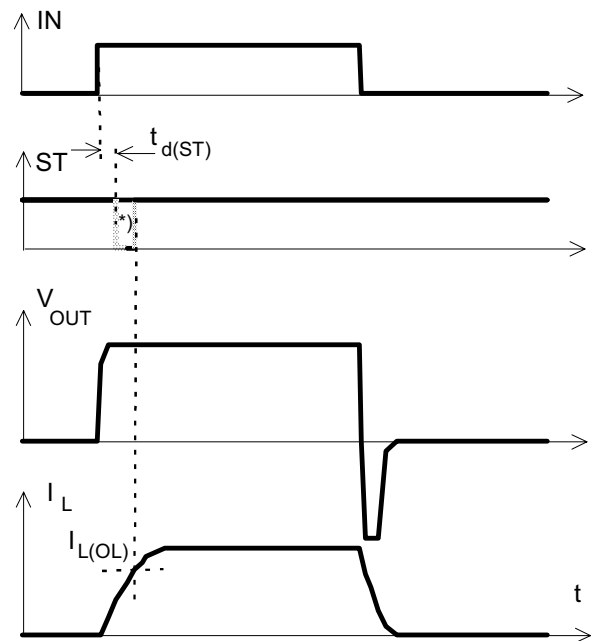 IN
t d(ST)
ST
*)
V OUT
I L
I L(OL)
t